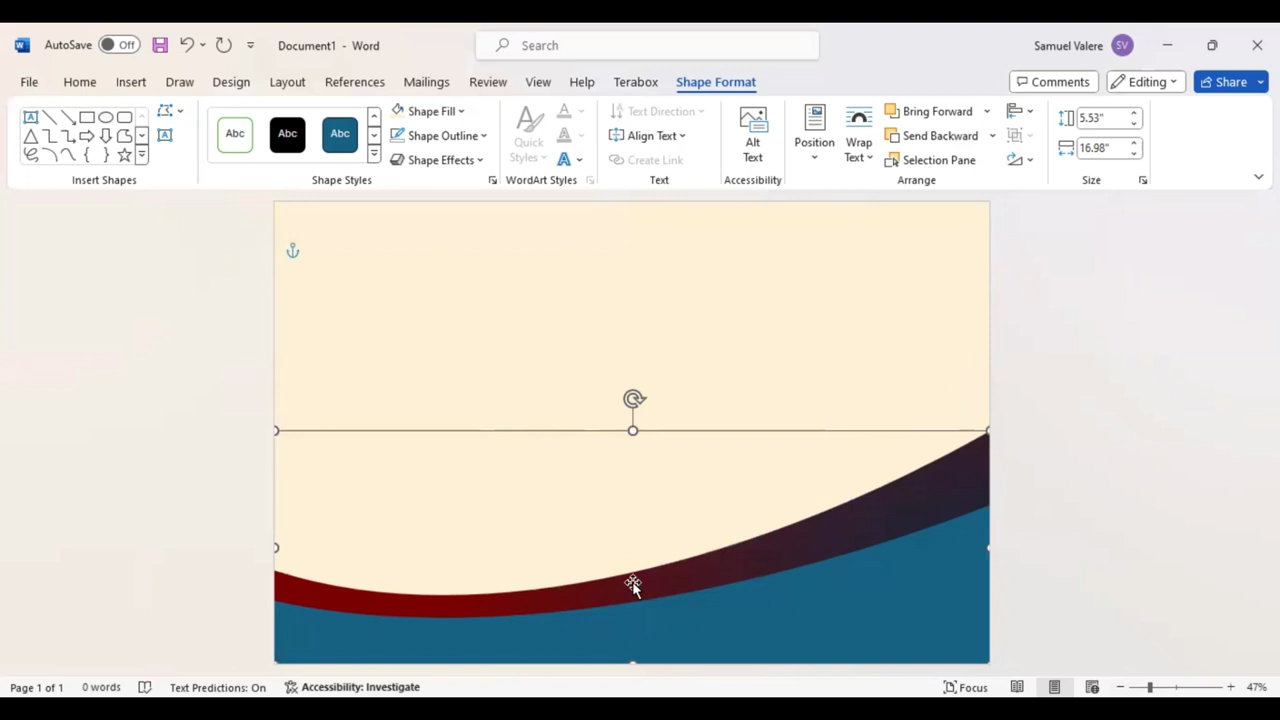 AutoSave Off Document1 - Word Search Samuel Valere SV
File Home Insert Draw Design Layout References Mailings Review View Help Terabox Shape Format Comments Editing Share
Abc Abc Abc
Shape Fill
Shape Outline
Shape Effects
Quick
Styles
Text Direction
Align Text
Create Link
Alt
Text
Position
Wrap
Text
Bring Forward
Send Backward
Selection Pane
5.53"
16.98"
Insert Shapes Shape Styles WordArt Styles Text Accessibility Arrange Size
Page 1 of 1 0 words Text Predictions: On Accessibility: Investigate Focus 47%